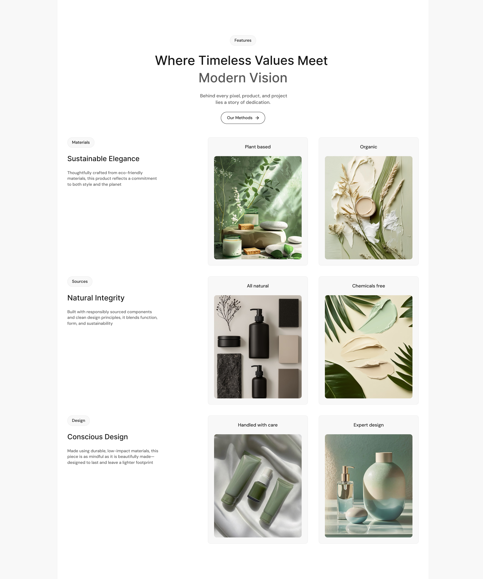 Features
Where Timeless Values Meet
Modern Vision
Behind every pixel, product, and project
lies a story of dedication.
Our Methods →
Materials
Sustainable Elegance
Thoughtfully crafted from eco-friendly
materials, this product reflects a commitment
to both style and the planet
Plant based
Organic
Sources
Natural Integrity
Built with responsibly sourced components
and clean design principles, it blends function,
form, and sustainability
All natural
Chemicals free
Design
Conscious Design
Made using durable, low-impact materials, this
piece is as mindful as it is beautifully made—
designed to last and leave a lighter footprint
Handled with care
Expert design